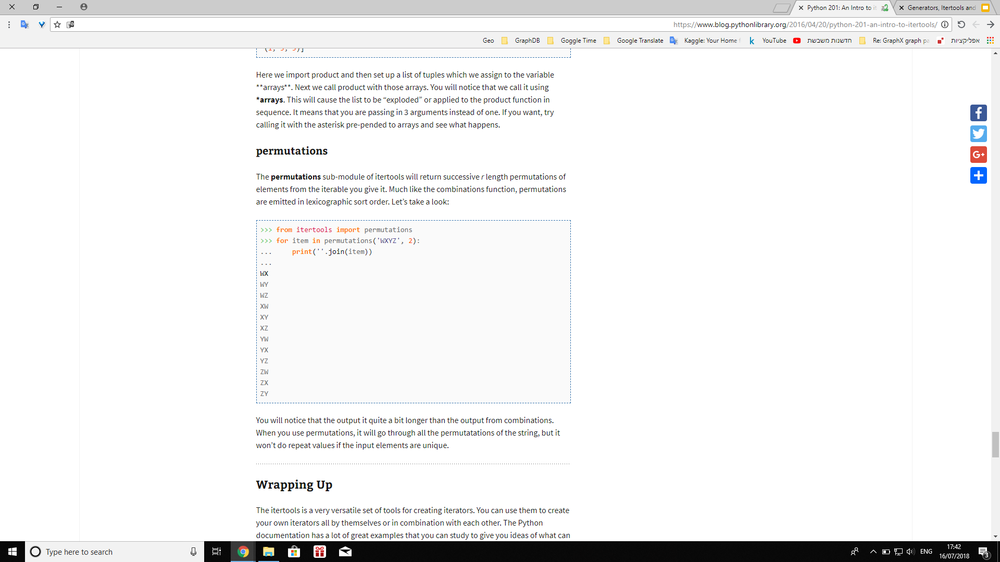 Python 201: An Intro to it
Generators, Itertools and
https://www.blog.pythonlibrary.org/2016/04/20/python-201-an-intro-to-itertools/
Geo
GraphDB
Goggle Time
Google Translate
Kaggle: Your Home f
YouTube
חדשנות משבשת
Re: GraphX graph pa
אפליקציות
Here we import product and then set up a list of tuples which we assign to the variable
**arrays**. Next we call product with those arrays. You will notice that we call it using
*arrays. This will cause the list to be “exploded” or applied to the product function in
sequence. It means that you are passing in 3 arguments instead of one. If you want, try
calling it with the asterisk pre-pended to arrays and see what happens.
permutations
The permutations sub-module of itertools will return successive r length permutations of
elements from the iterable you give it. Much like the combinations function, permutations
are emitted in lexicographic sort order. Let’s take a look:
>>> from itertools import permutations
>>> for item in permutations('WXYZ', 2):
...     print(''.join(item))
...
WX
WY
WZ
XW
XY
XZ
YW
YX
YZ
ZW
ZX
ZY
You will notice that the output it quite a bit longer than the output from combinations.
When you use permutations, it will go through all the permutatations of the string, but it
won’t do repeat values if the input elements are unique.
Wrapping Up
The itertools is a very versatile set of tools for creating iterators. You can use them to create
your own iterators all by themselves or in combination with each other. The Python
documentation has a lot of great examples that you can study to give you ideas of what can
Type here to search
ENG
17:42
16/07/2018
3